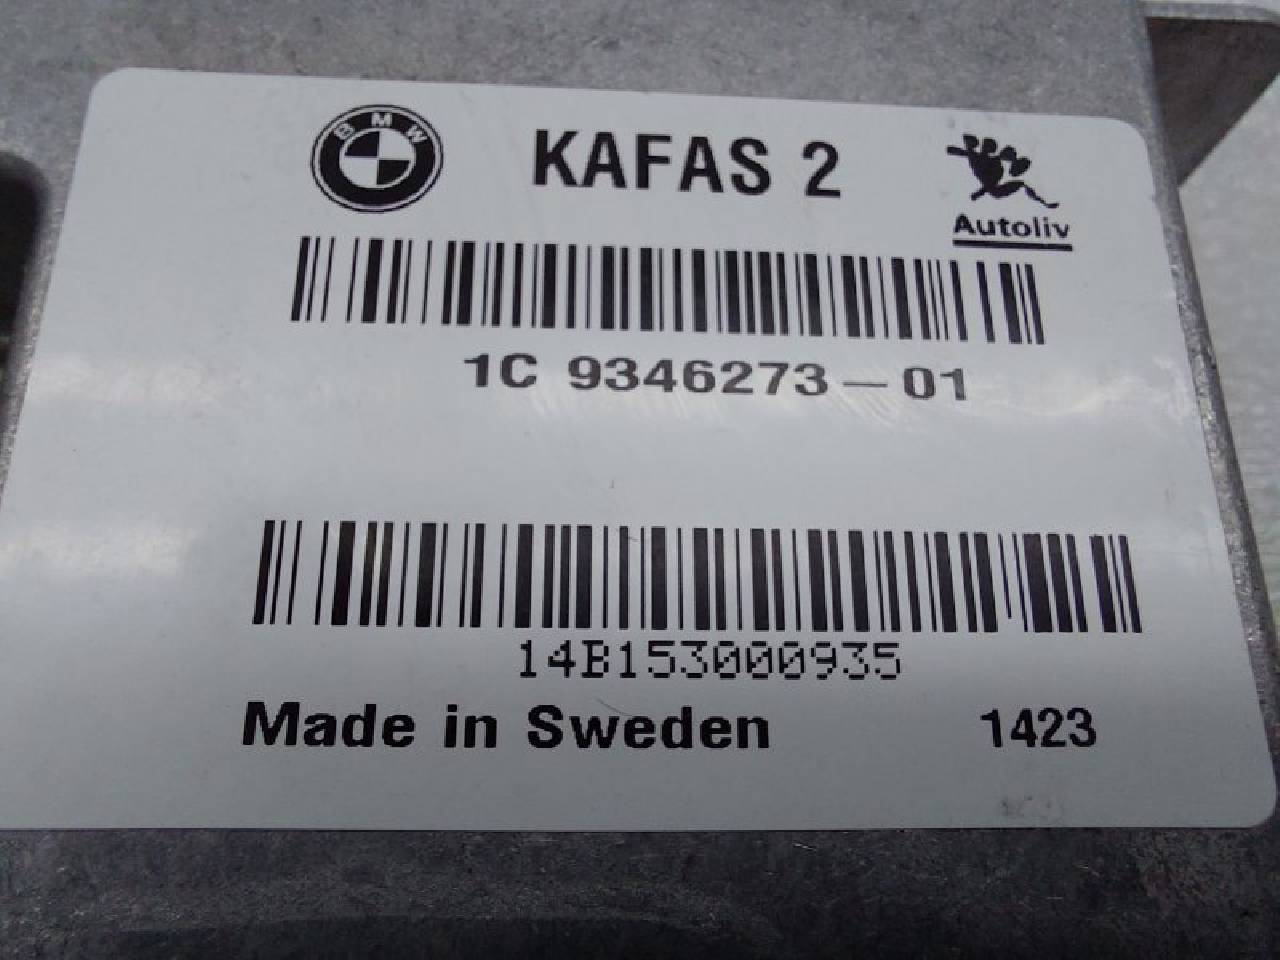 BMW
KAFAS 2
Autoliv
1C 9346273-01
14B153000935
Made in Sweden 1423